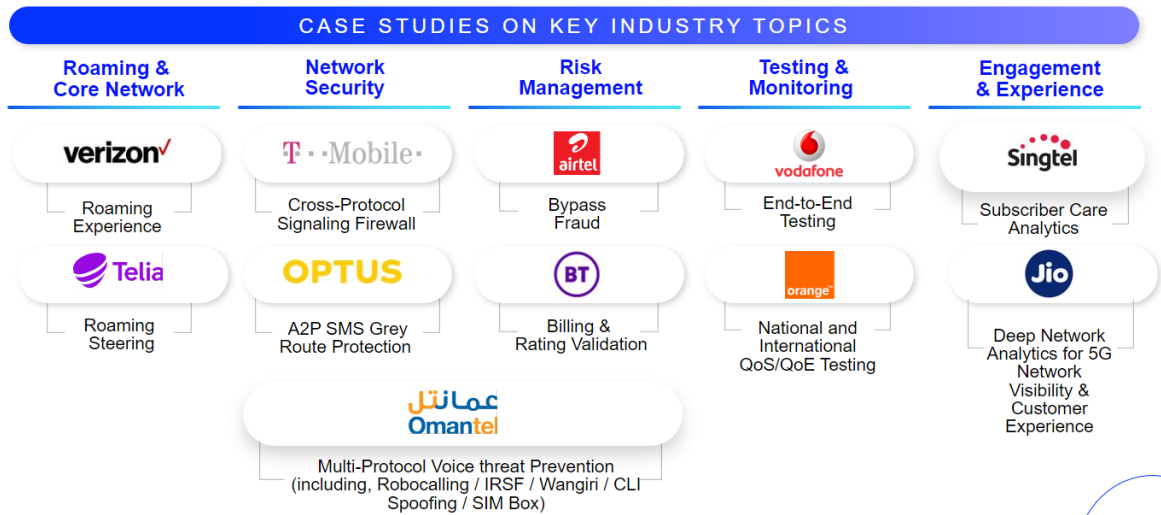 CASE STUDIES ON KEY INDUSTRY TOPICS
Roaming &
Core Network
Network
Security
Risk
Management
Testing &
Monitoring
Engagement
& Experience
verizon
T · · Mobile ·
airtel
vodafone
Singtel
Roaming
Experience
Cross-Protocol
Signaling Firewall
Bypass
Fraud
End-to-End
Testing
Subscriber Care
Analytics
Telia
OPTUS
BT
orange™
Jio
Roaming
Steering
A2P SMS Grey
Route Protection
Billing &
Rating Validation
National and
International
QoS/QoE Testing
Deep Network
Analytics for 5G
Network
Visibility &
Customer
Experience
عمانتل
Omantel
Multi-Protocol Voice threat Prevention
(including, Robocalling / IRSF / Wangiri / CLI
Spoofing / SIM Box)